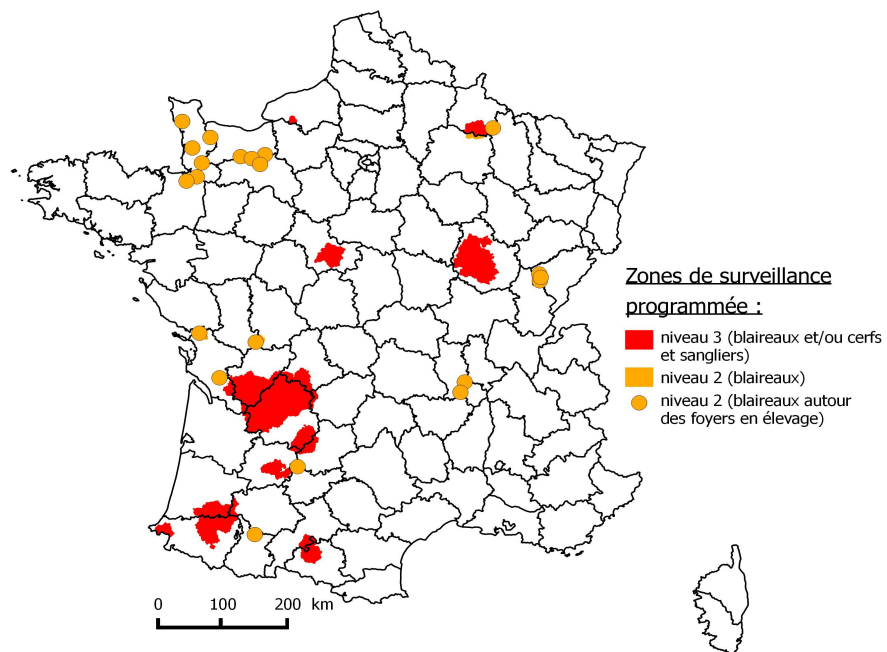 Zones de surveillance
programmée :
niveau 3 (blaireaux et/ou cerfs
et sangliers)
niveau 2 (blaireaux)
niveau 2 (blaireaux autour
des foyers en élevage)
0 100 200 km